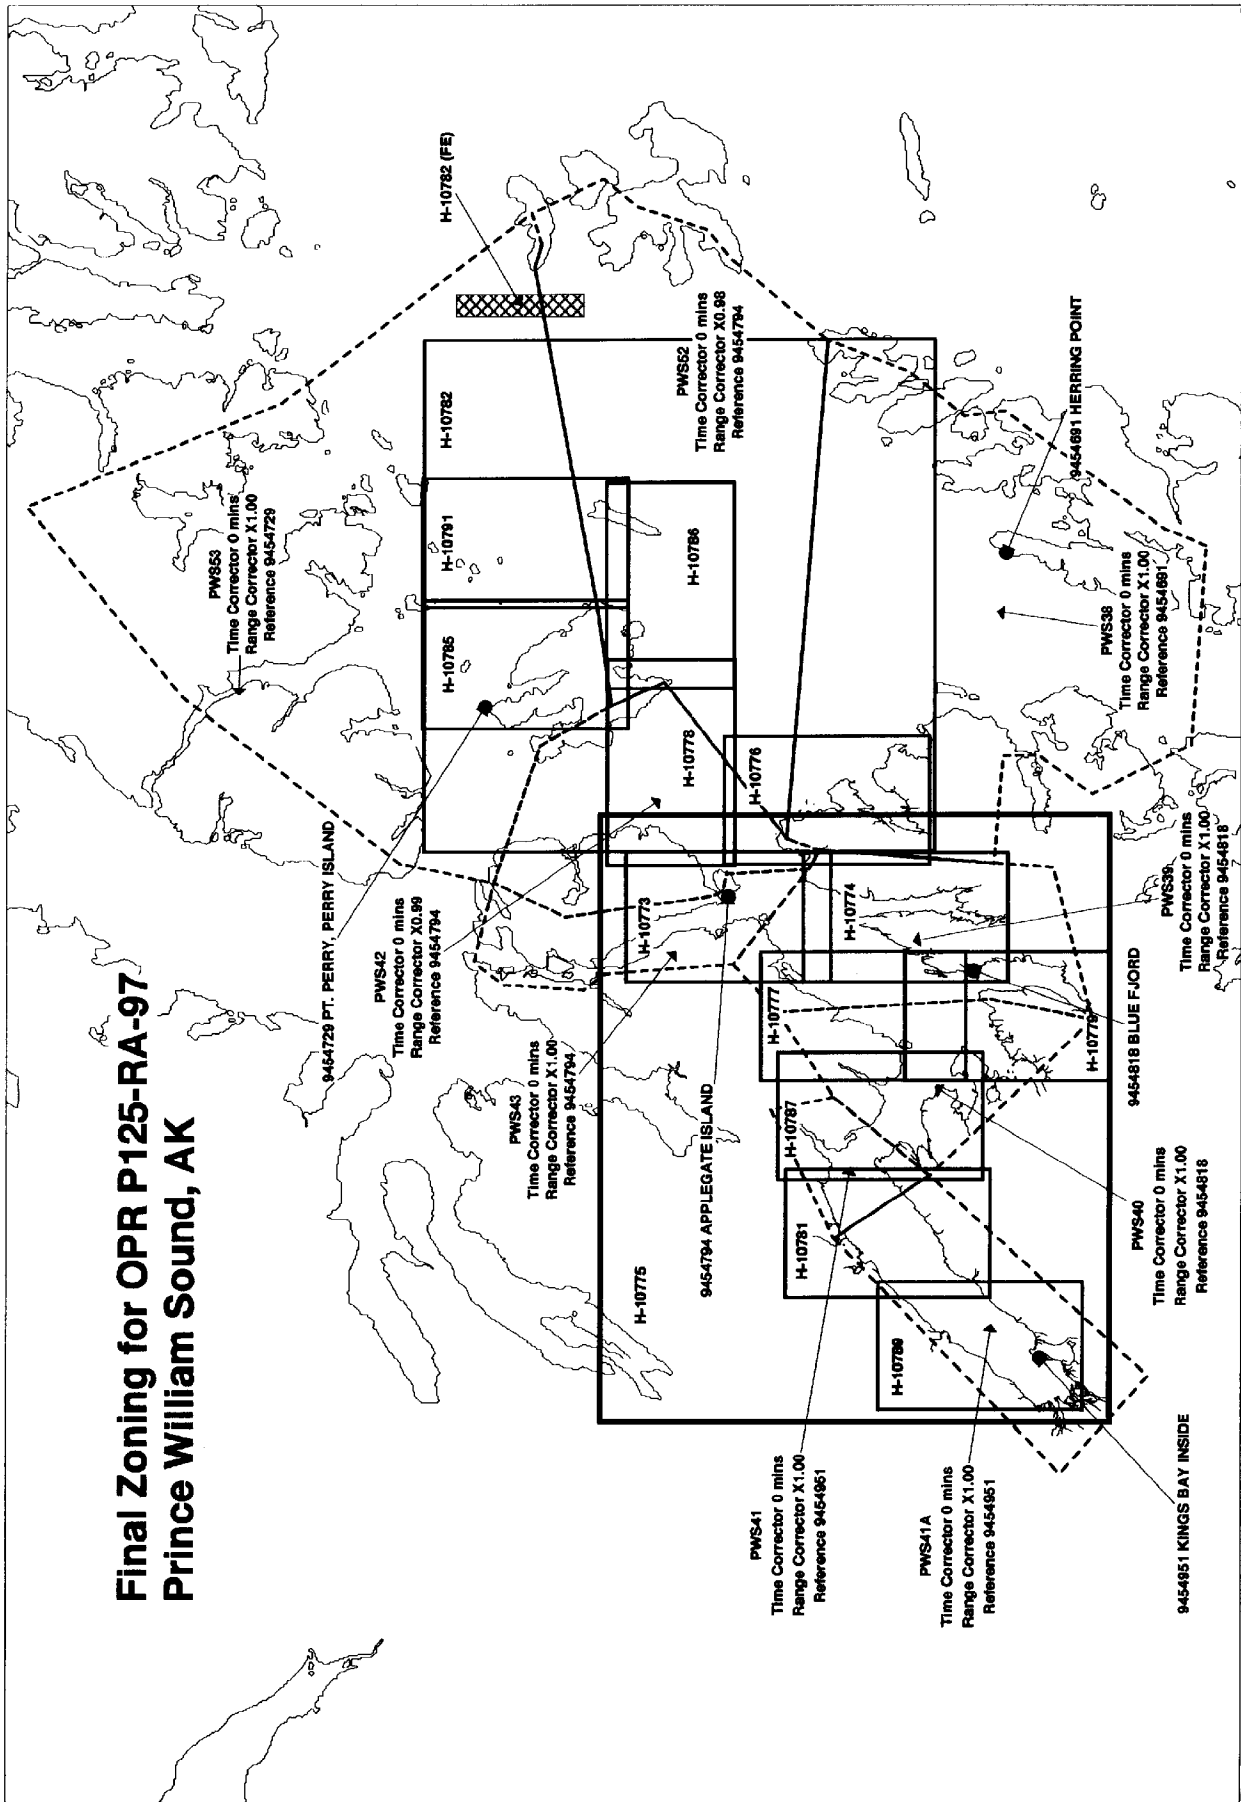 Final Zoning for OPR P125-RA-97
Prince William Sound, AK
H-10782 (FE)
PWS53
Time Corrector 0 mins
Range Corrector X1.00
Reference 9454729
H-10782
H-10791
H-10785
PWS52
Time Corrector 0 mins
Range Corrector X0.98
Reference 9454794
H-10786
9454729 PT. PERRY, PERRY ISLAND
PWS42
Time Corrector 0 mins
Range Corrector X0.99
Reference 9454794
H-10778
H-10776
9454691 HERRING POINT
PWS38
Time Corrector 0 mins
Range Corrector X1.00
Reference 9454691
PWS43
Time Corrector 0 mins
Range Corrector X1.00
Reference 9454794
H-10773
H-10774
H-10777
H-10779
PWS39
Time Corrector 0 mins
Range Corrector X1.00
Reference 9454818
9454818 BLUE FJORD
9454794 APPLEGATE ISLAND
H-10787
H-10781
H-10775
H-10789
PWS40
Time Corrector 0 mins
Range Corrector X1.00
Reference 9454818
PWS41
Time Corrector 0 mins
Range Corrector X1.00
Reference 9454951
PWS41A
Time Corrector 0 mins
Range Corrector X1.00
Reference 9454951
9454951 KINGS BAY INSIDE